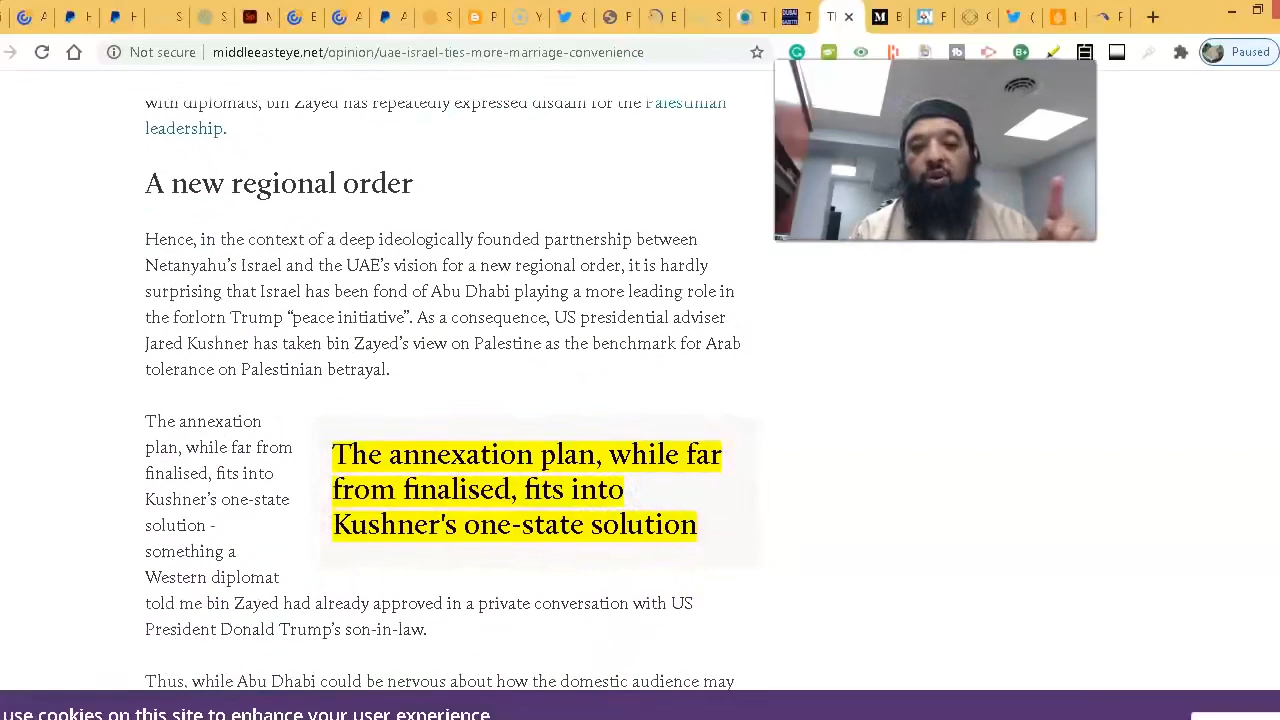 A
P
H
S
S
N
E
A
A
S
P
Y
C
F
E
S
T
DUBAI
T
TI
B
F
C
I
F
Not secure
middleeasteye.net/opinion/uae-israel-ties-more-marriage-convenience
Paused
with diplomats, bin Zayed has repeatedly expressed disdain for the Palestinian
leadership.
A new regional order
Hence, in the context of a deep ideologically founded partnership between
Netanyahu’s Israel and the UAE’s vision for a new regional order, it is hardly
surprising that Israel has been fond of Abu Dhabi playing a more leading role in
the forlorn Trump “peace initiative”. As a consequence, US presidential adviser
Jared Kushner has taken bin Zayed’s view on Palestine as the benchmark for Arab
tolerance on Palestinian betrayal.
The annexation
plan, while far from
finalised, fits into
Kushner’s one-state
solution -
something a
Western diplomat
The annexation plan, while far
from finalised, fits into
Kushner's one-state solution
told me bin Zayed had already approved in a private conversation with US
President Donald Trump’s son-in-law.
Thus, while Abu Dhabi could be nervous about how the domestic audience may
use cookies on this site to enhance your user experience